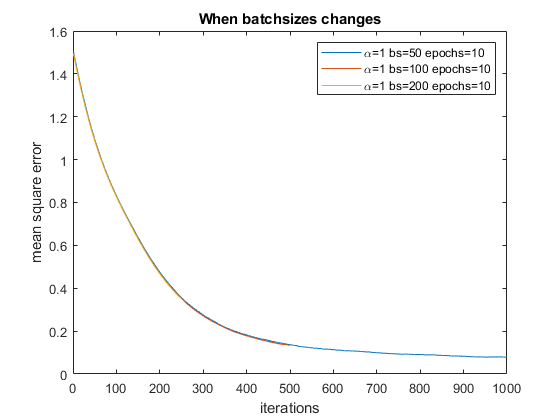 When batchsizes changes
α=1 bs=50 epochs=10
α=1 bs=100 epochs=10
α=1 bs=200 epochs=10
mean square error
1.6
1.4
1.2
1
0.8
0.6
0.4
0.2
0
0 100 200 300 400 500 600 700 800 900 1000
iterations